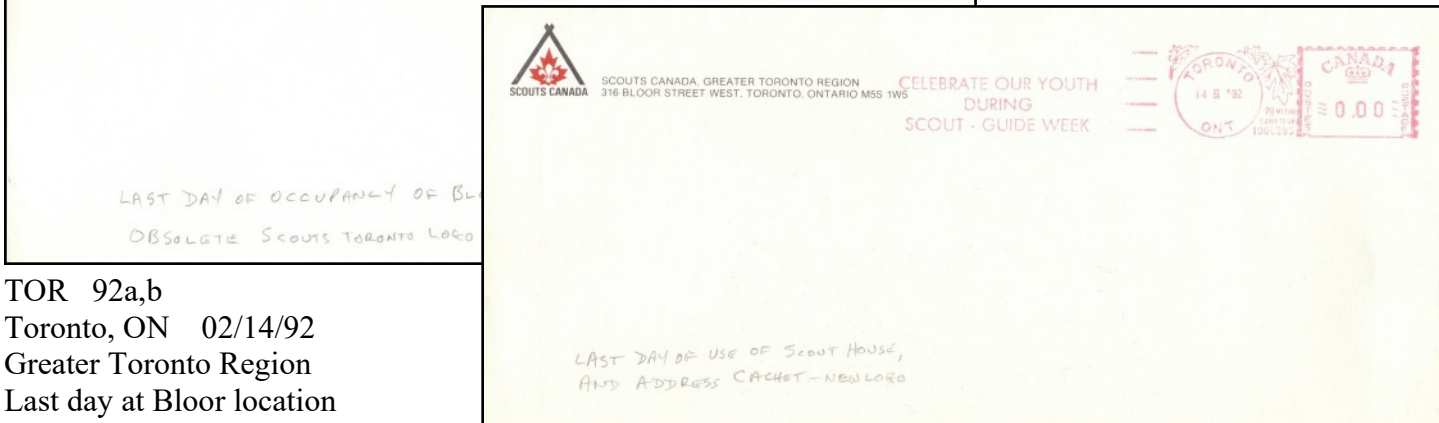 LAST DAY OF OCCUPANCY OF
OBSOLETE SCOUTS TORONTO LOGO
TOR 92a,b
Toronto, ON 02/14/92
Greater Toronto Region
Last day at Bloor location
SCOUTS CANADA
SCOUTS CANADA, GREATER TORONTO REGION
316 BLOOR STREET WEST, TORONTO, ONTARIO M5S 1W5
CELEBRATE OUR YOUTH
DURING
SCOUT - GUIDE WEEK
TORONTO
14 II '92
ONT
CANADA
0.00
LAST DAY OF USE OF SCOUT HOUSE,
AND ADDRESS CACHET - NEW LOGO